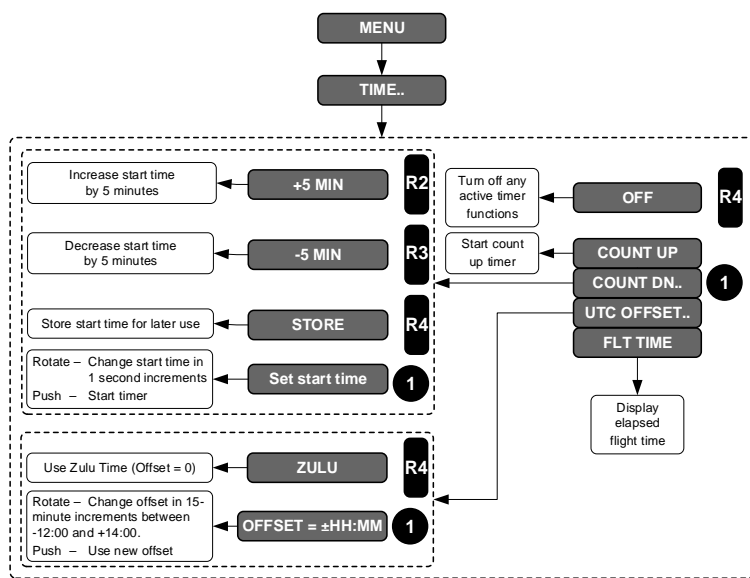 MENU
TIME..
Increase start time
by 5 minutes
+5 MIN
R2
Decrease start time
by 5 minutes
-5 MIN
R3
Store start time for later use
STORE
R4
Rotate – Change start time in
1 second increments
Push – Start timer
Set start time
1
Turn off any
active timer
functions
OFF
R4
Start count
up timer
COUNT UP
COUNT DN..
1
UTC OFFSET..
FLT TIME
Display
elapsed
flight time
Use Zulu Time (Offset = 0)
ZULU
R4
Rotate – Change offset in 15-
minute increments between
-12:00 and +14:00.
Push – Use new offset
OFFSET = ±HH:MM
1